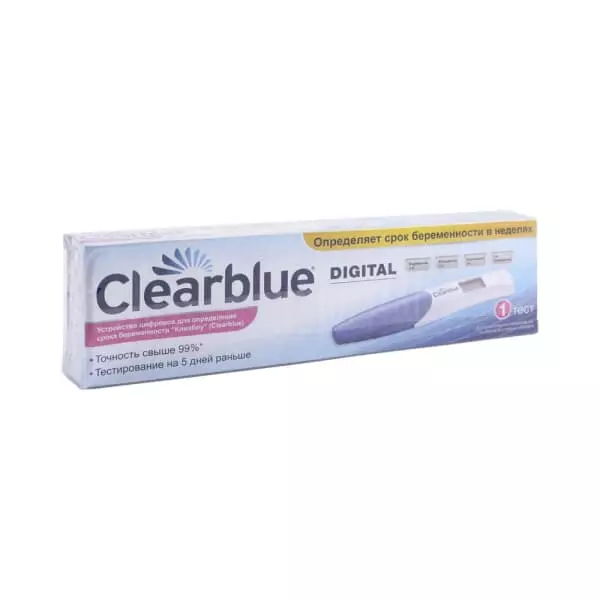 Определяет срок беременности в неделях
Clearblue®
DIGITAL
Устройство цифровое для определения
срока беременности "Клиаблу" (Clearblue)
• Точность свыше 99%*
• Тестирование на 5 дней раньше
1 тест